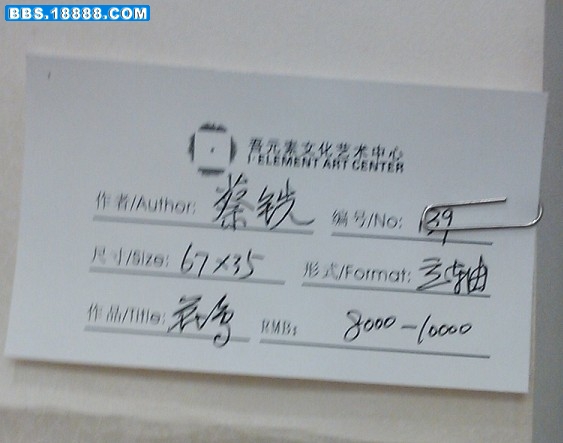 BBS.18888.COM
吾元素文化艺术中心
I'ELEMENT ART CENTER
作者/Author: 蔡铣 编号/No: 39
尺寸/Size: 67×35 形式/Format: 立轴
作品/Title: 花鸟 RMB: 8000-10000